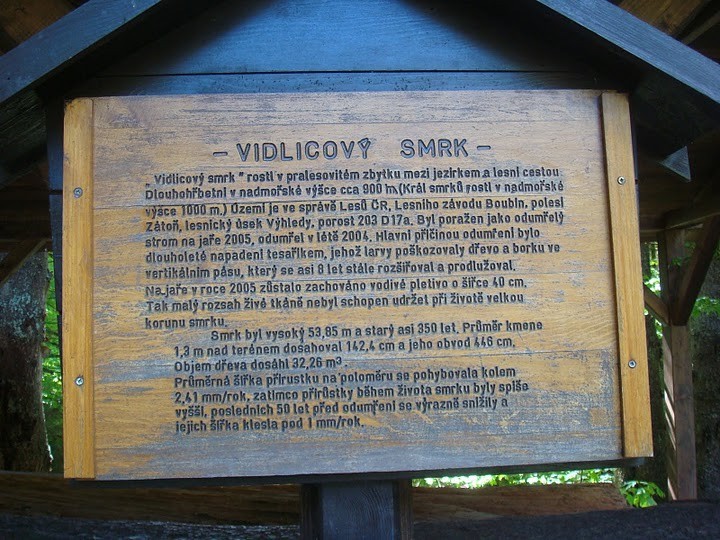 - VIDLICOVÝ SMRK -
„Vidlicový smrk" rostl v pralesovitém zbytku mezi jezírkem a lesní cestou
Dlouhohřbetní v nadmořské výšce cca 900 m.(Král smrků rostl v nadmořské
výšce 1000 m.) Území je ve správě Lesů ČR, Lesního závodu Boubín, polesí
Zátoň, lesnický úsek Výhledy, porost 203 D17a. Byl poražen jako odumřelý
strom na jaře 2005, odumřel v létě 2004. Hlavní příčinou odumření bylo
dlouholeté napadení tesaříkem, jehož larvy poškozovaly dřevo a borku ve
vertikálním pásu, který se asi 8 let stále rozšiřoval a prodlužoval.
Na jaře v roce 2005 zůstalo zachováno vodivé pletivo o šířce 40 cm.
Tak malý rozsah živé tkáně nebyl schopen udržet při životě velkou
korunu smrku.
Smrk byl vysoký 53,85 m a starý asi 350 let. Průměr kmene
1,3 m nad terénem dosahoval 142,4 cm a jeho obvod 446 cm.
Objem dřeva dosáhl 32,26 m³.
Průměrná šířka přírustku na poloměru se pohybovala kolem
2,41 mm/rok, zatímco přírůstky během života smrku byly spíše
vyšší, posledních 50 let před odumření se výrazně snížily a
jejich šířka klesla pod 1 mm/rok.